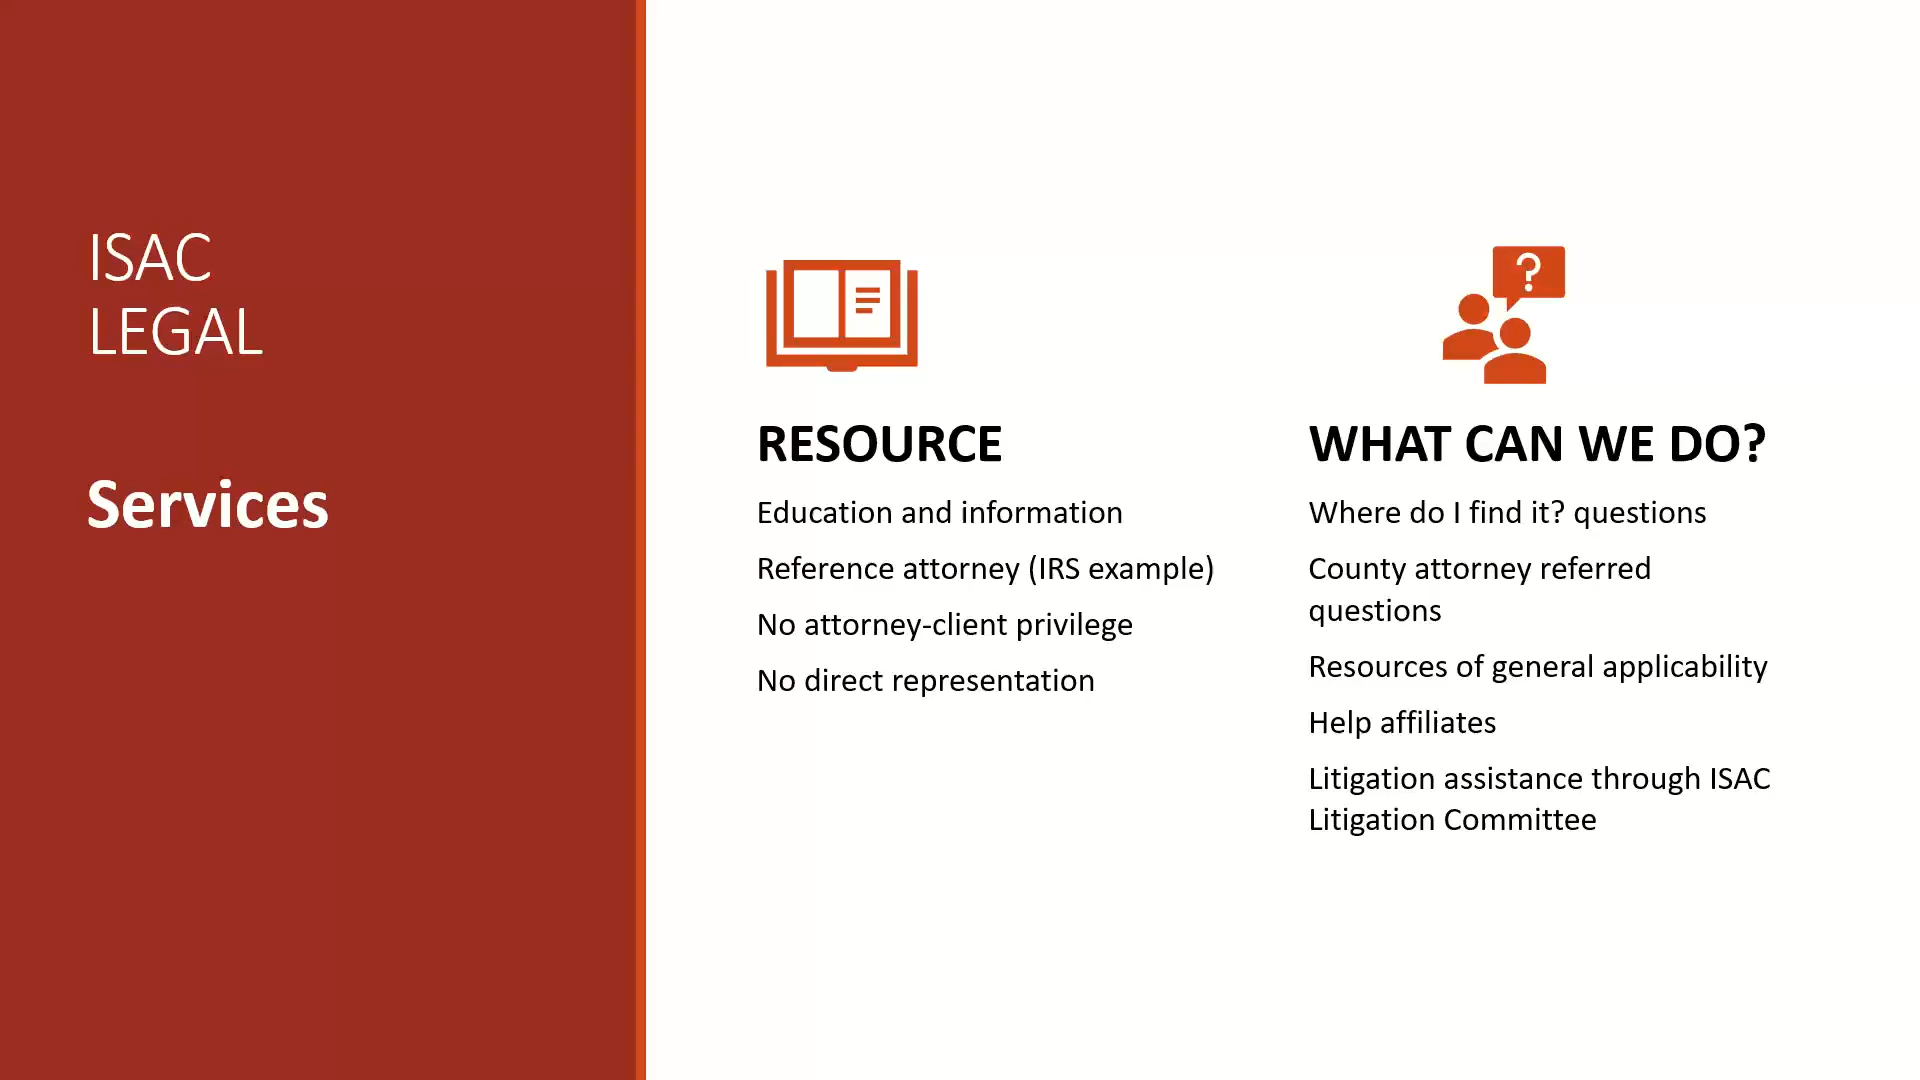 ISAC
LEGAL
Services
RESOURCE
Education and information
Reference attorney (IRS example)
No attorney-client privilege
No direct representation
?
WHAT CAN WE DO?
Where do I find it? questions
County attorney referred
questions
Resources of general applicability
Help affiliates
Litigation assistance through ISAC
Litigation Committee